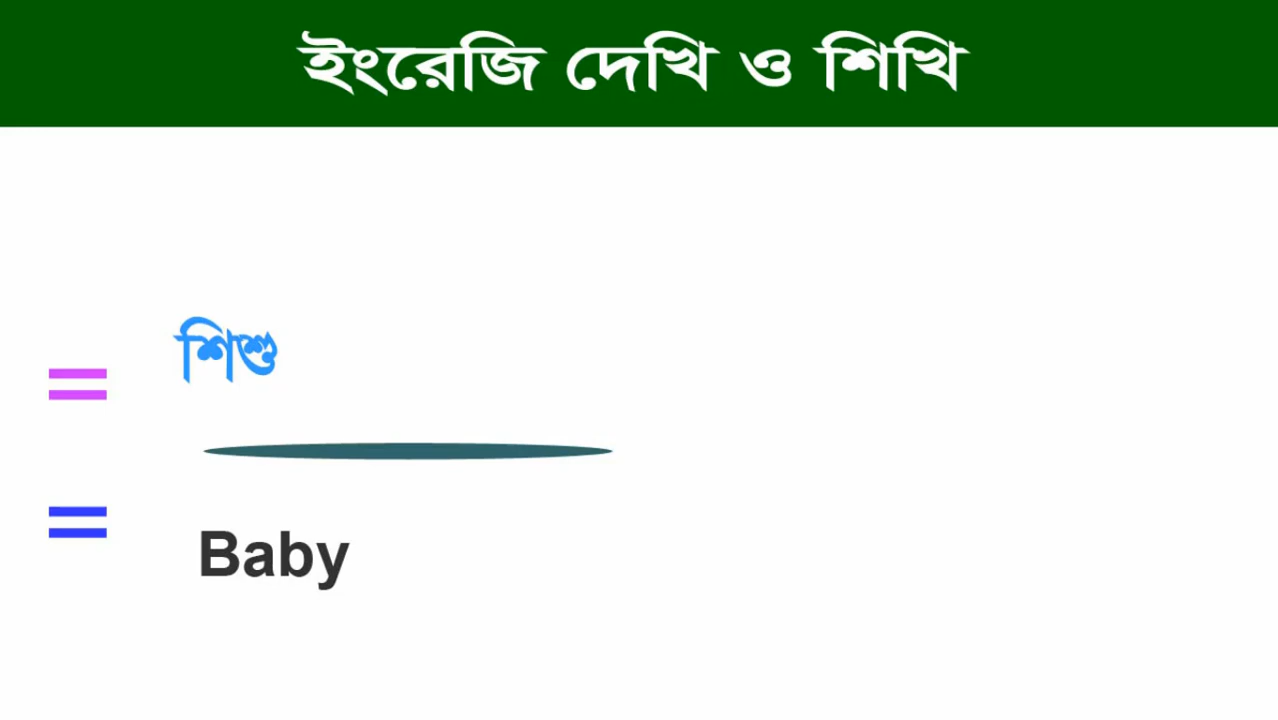 ইংরেজি দেখি ও শিখি
= শিশু
= Baby